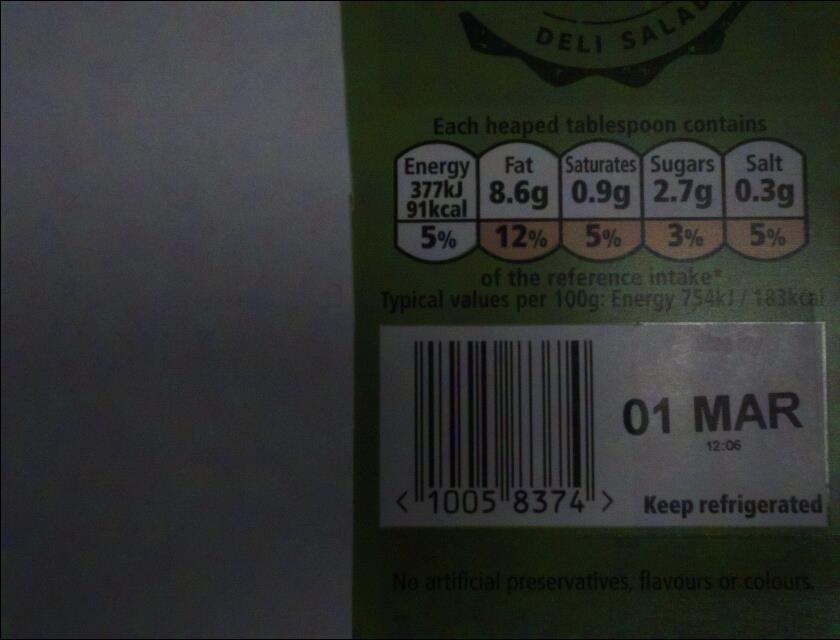 DELI SALAD
Each heaped tablespoon contains
Energy 377kJ 91kcal 5%
Fat 8.6g 12%
Saturates 0.9g 5%
Sugars 2.7g 3%
Salt 0.3g 5%
of the reference intake*
Typical values per 100g: Energy 754kJ / 183kcal
01 MAR
12:06
< 1005 8374 >
Keep refrigerated
No artificial preservatives, flavours or colours.